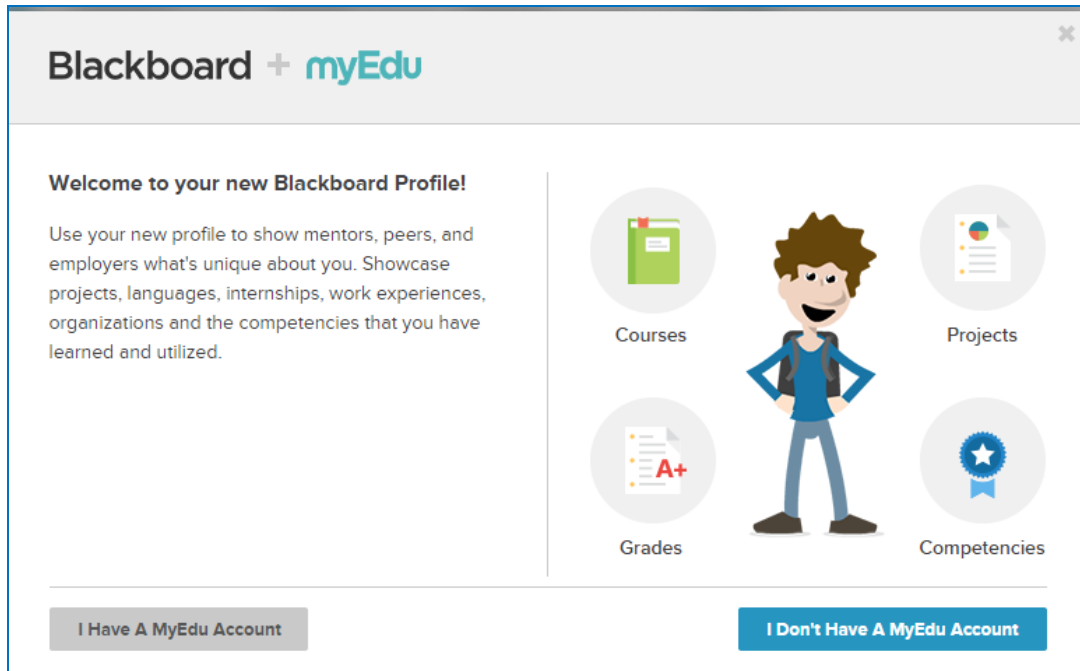 Blackboard + myEdu
Welcome to your new Blackboard Profile!
Use your new profile to show mentors, peers, and
employers what's unique about you. Showcase
projects, languages, internships, work experiences,
organizations and the competencies that you have
learned and utilized.
Courses
Projects
A+
Grades
Competencies
I Have A MyEdu Account
I Don't Have A MyEdu Account